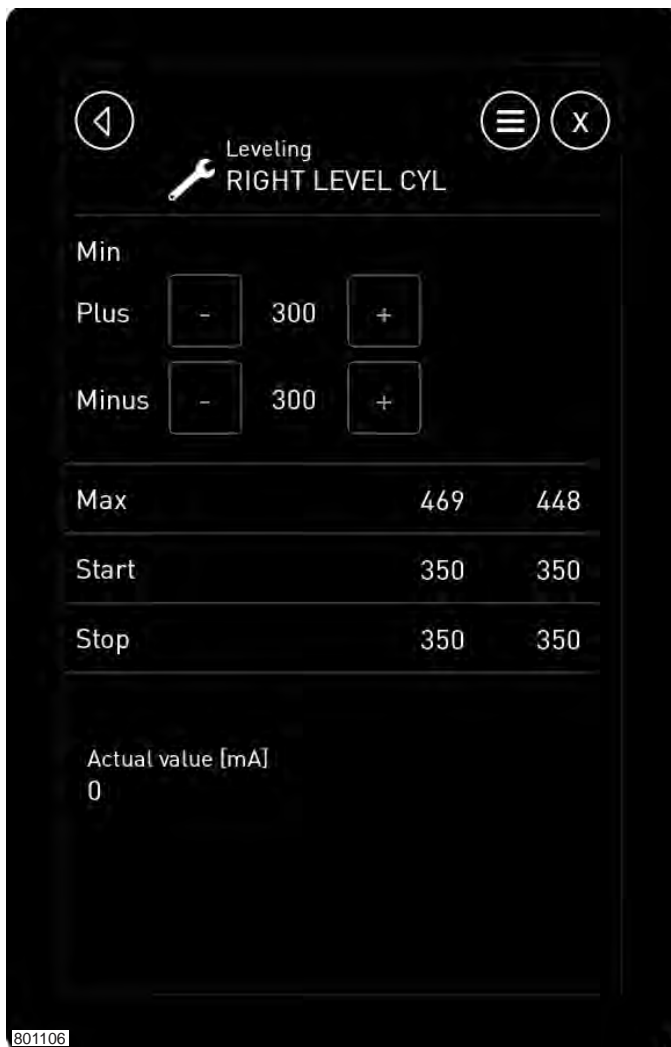 Leveling
RIGHT LEVEL CYL
X
Min
Plus - 300 +
Minus - 300 +
Max 469 448
Start 350 350
Stop 350 350
Actual value [mA]
0
801106